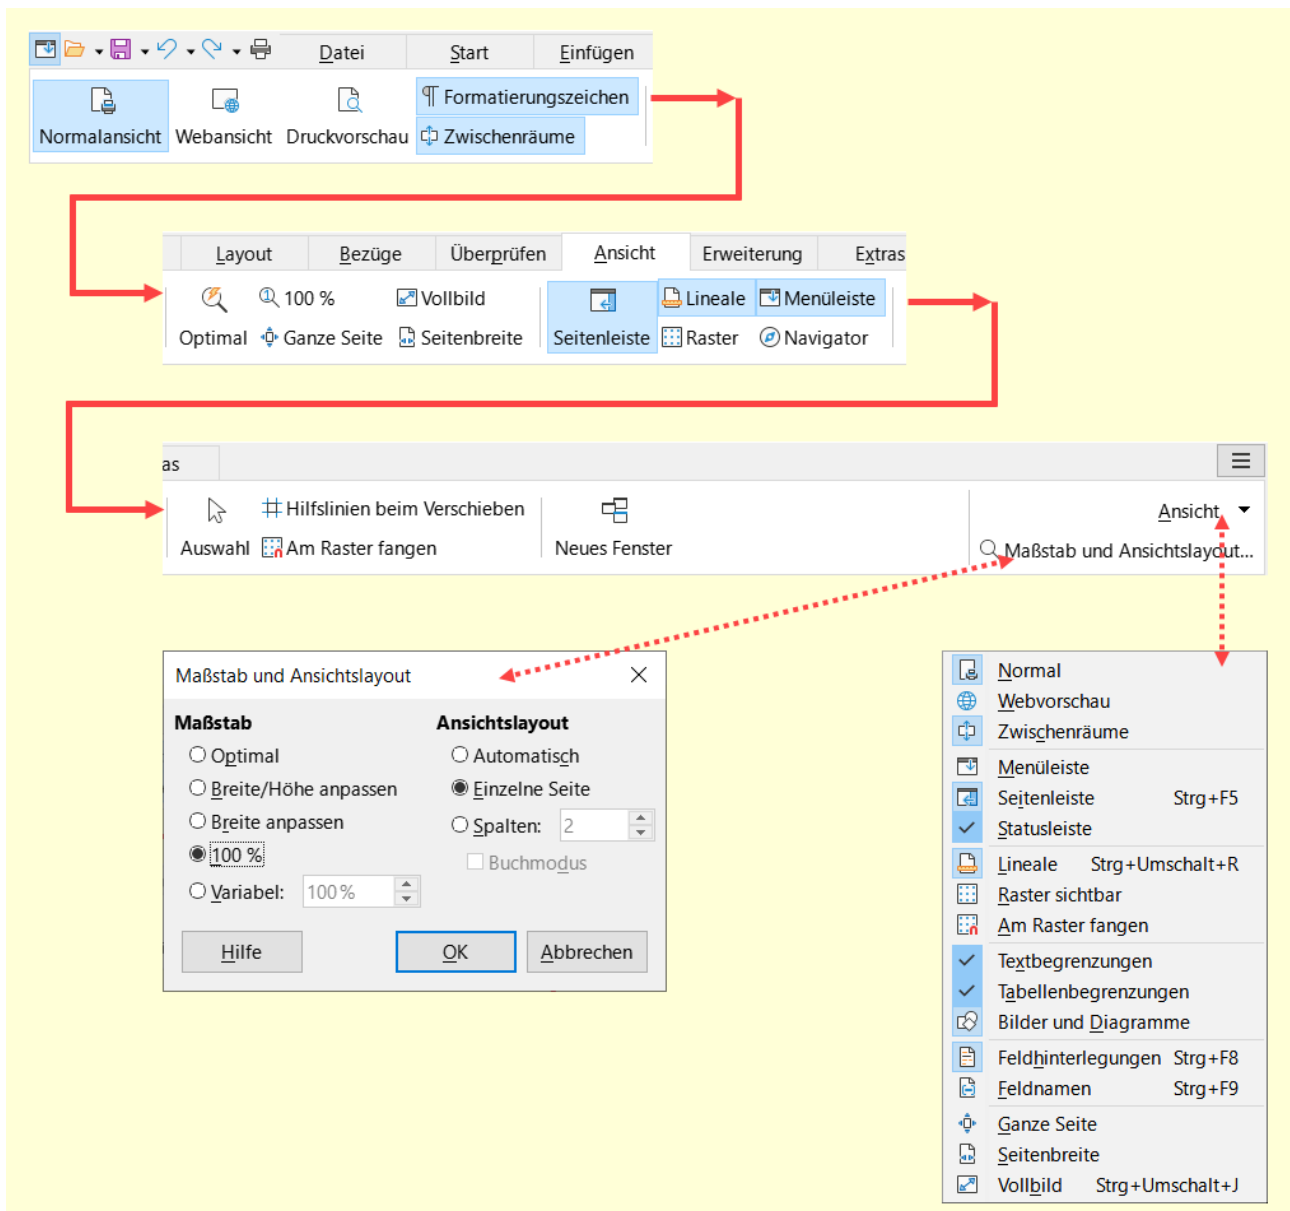 Datei Start Einfügen
Normalansicht Webansicht Druckvorschau Formatierungszeichen
Zwischenräume
Layout Bezüge Überprüfen Ansicht Erweiterung Extras
100 % Vollbild Lineale Menüleiste
Optimal Ganze Seite Seitenbreite Seitenleiste Raster Navigator
as
Hilfslinien beim Verschieben Ansicht
Auswahl Am Raster fangen Neues Fenster Maßstab und Ansichtslayout...
Maßstab und Ansichtslayout
Maßstab Ansichtslayout
Optimal Automatisch
Breite/Höhe anpassen Einzelne Seite
Breite anpassen Spalten: 2
100 % Buchmodus
Variabel: 100 %
Hilfe OK Abbrechen
Normal
Webvorschau
Zwischenräume
Menüleiste
Seitenleiste Strg+F5
Statusleiste
Lineale Strg+Umschalt+R
Raster sichtbar
Am Raster fangen
Textbegrenzungen
Tabellenbegrenzungen
Bilder und Diagramme
Feldhinterlegungen Strg+F8
Feldnamen Strg+F9
Ganze Seite
Seitenbreite
Vollbild Strg+Umschalt+J